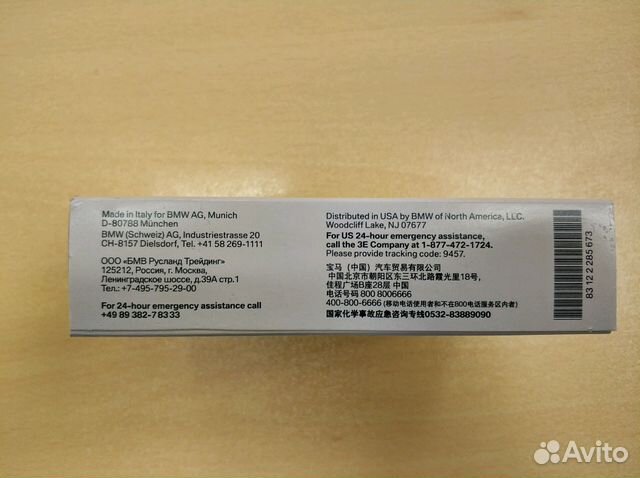 Made in Italy for BMW AG, Munich
D-80788 München
BMW (Schweiz) AG, Industriestrasse 20
CH-8157 Dielsdorf, Tel. +41 58 269-1111
ООО «БМВ Русланд Трейдинг»
125212, Россия, г. Москва,
Ленинградское шоссе, д.39А стр.1
Тел.: +7-495-795-29-00
For 24-hour emergency assistance call
+49 89 382-7 83 33
Distributed in USA by BMW of North America, LLC.
Woodcliff Lake, NJ 07677
For US 24-hour emergency assistance,
call the 3E Company at 1-877-472-1724.
Please provide tracking code: 9457.
宝马（中国）汽车贸易有限公司
中国北京市朝阳区东三环北路霞光里18号,
佳程广场B座28层 中国
电话号码 800 8006666
400-800-6666 (移动电话使用者和不在800电话服务区内者)
国家化学事故应急咨询专线0532-83889090
83 12 2 285 673
Avito